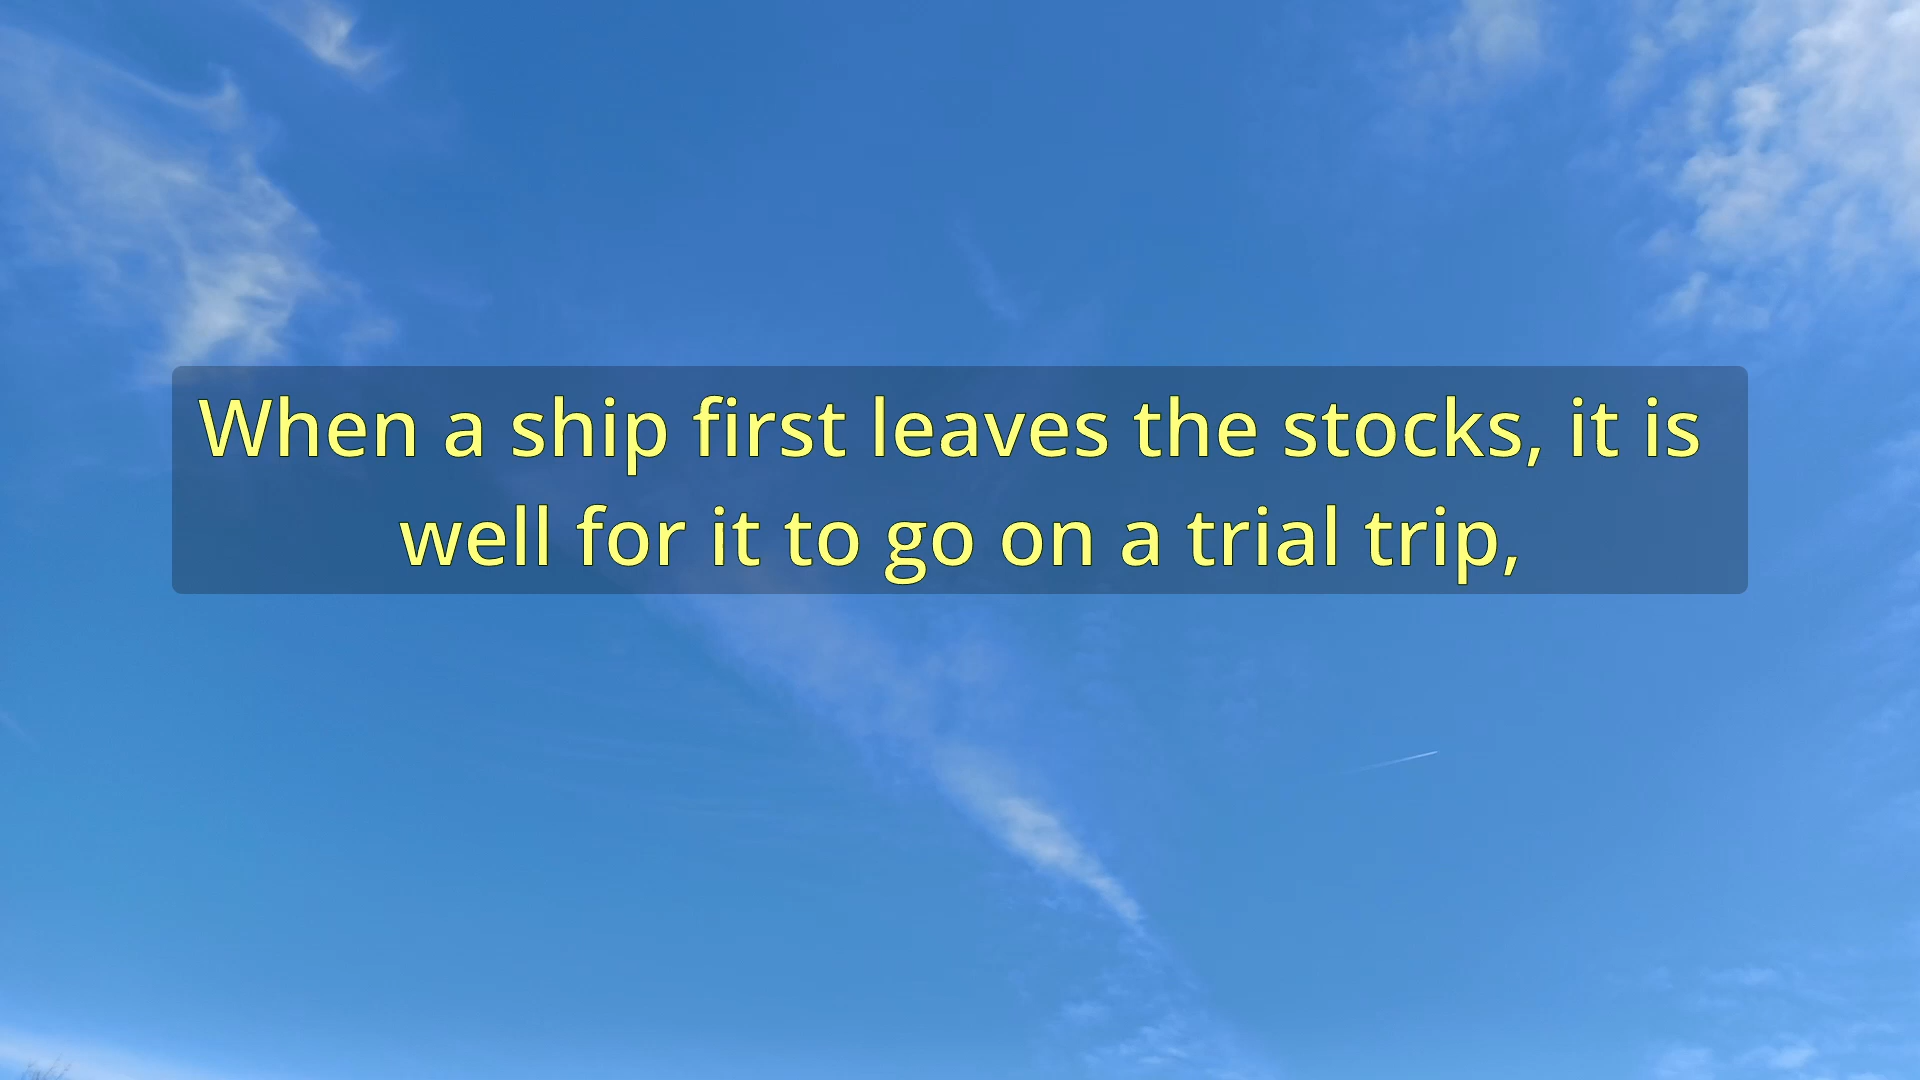 When a ship first leaves the stocks, it is
well for it to go on a trial trip,